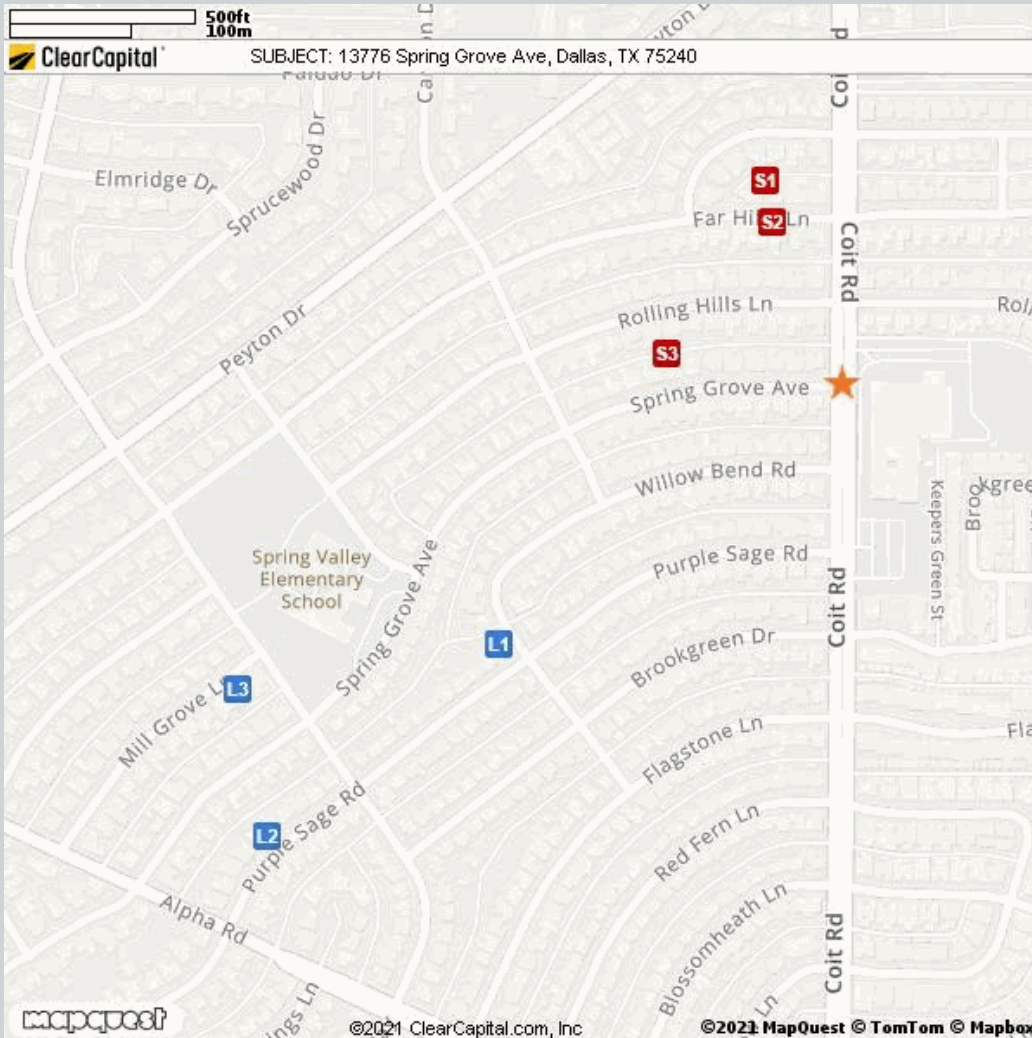 500ft
100m
ClearCapital
SUBJECT: 13776 Spring Grove Ave, Dallas, TX 75240
Elmridge Dr
Sprucewood Dr
Peyton Dr
S1
Far Hi
S2
Ln
Coit Rd
Rolling Hills Ln
S3
Spring Grove Ave
Willow Bend Rd
Keepers Green St
Purple Sage Rd
Spring Valley
Elementary
School
Spring Grove Ave
Coit Rd
L1
Brookgreen Dr
L3
Mill Grove L
Flagstone Ln
L2
Purple Sage Rd
Red Fern Ln
Alpha Rd
Blossomheath Ln
Coit Rd
ngs Ln
Ln
mapquest
©2021 ClearCapital.com, Inc
©2021 MapQuest © TomTom © Mapbox